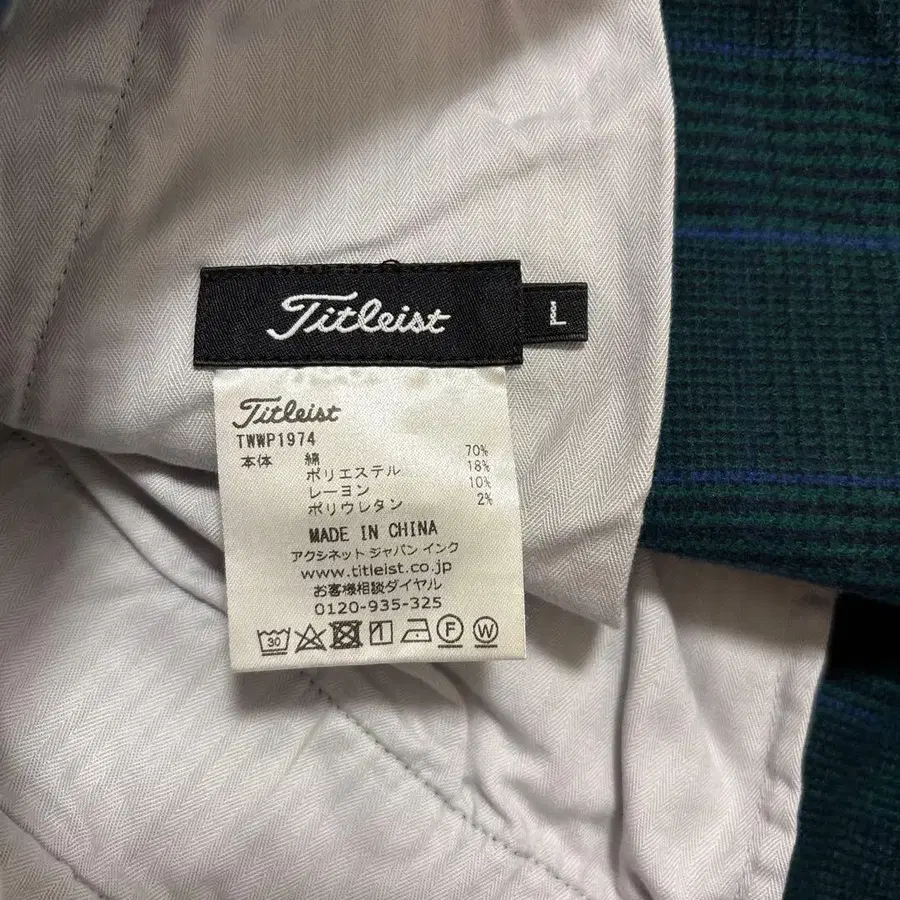 Titleist
L
Titleist
TWWP1974
本体 綿 70%
ポリエステル 18%
レーヨン 10%
ポリウレタン 2%
MADE IN CHINA
アクシネット ジャパン インク
www.titleist.co.jp
お客様相談ダイヤル
0120-935-325
30 F W